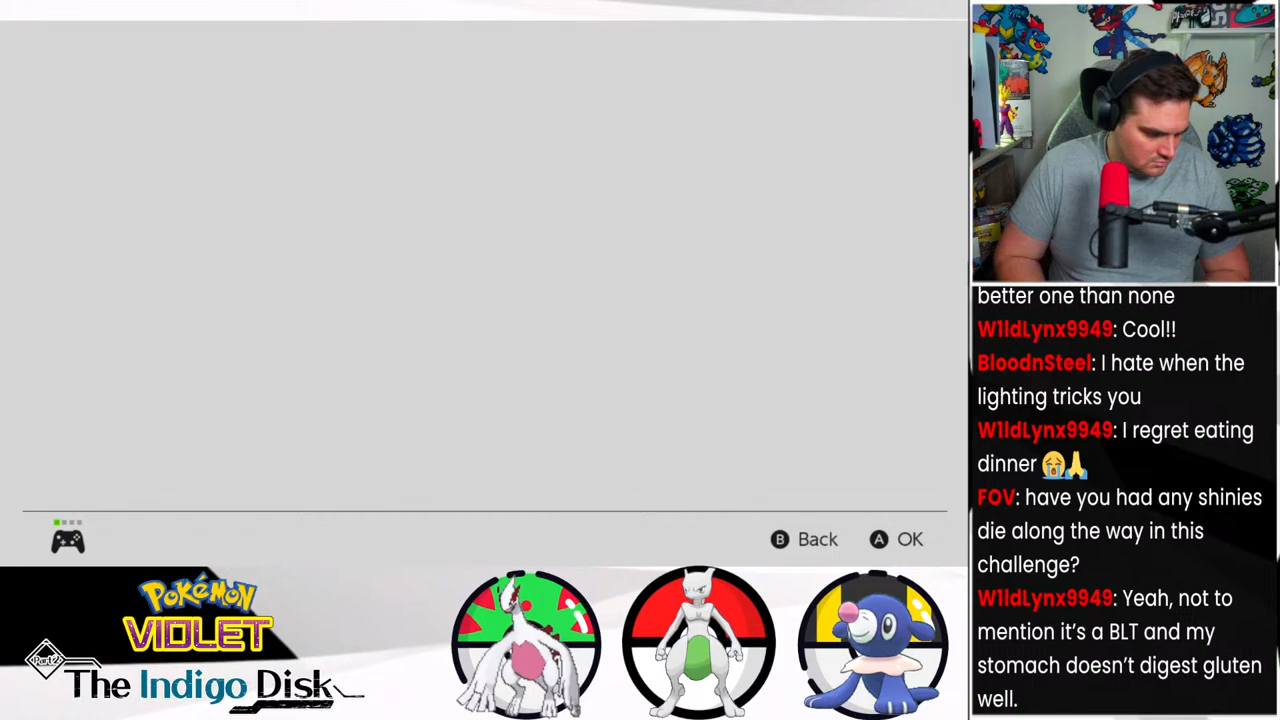 better one than none
W1ldLynx9949: Cool!!
BloodnSteel: I hate when the
lighting tricks you
W1ldLynx9949: I regret eating
dinner 😭🙏
FOV: have you had any shinies
die along the way in this
challenge?
W1ldLynx9949: Yeah, not to
mention it's a BLT and my
stomach doesn't digest gluten
well.
B Back A OK
POKéMON
VIOLET
Part 2
The Indigo Disk